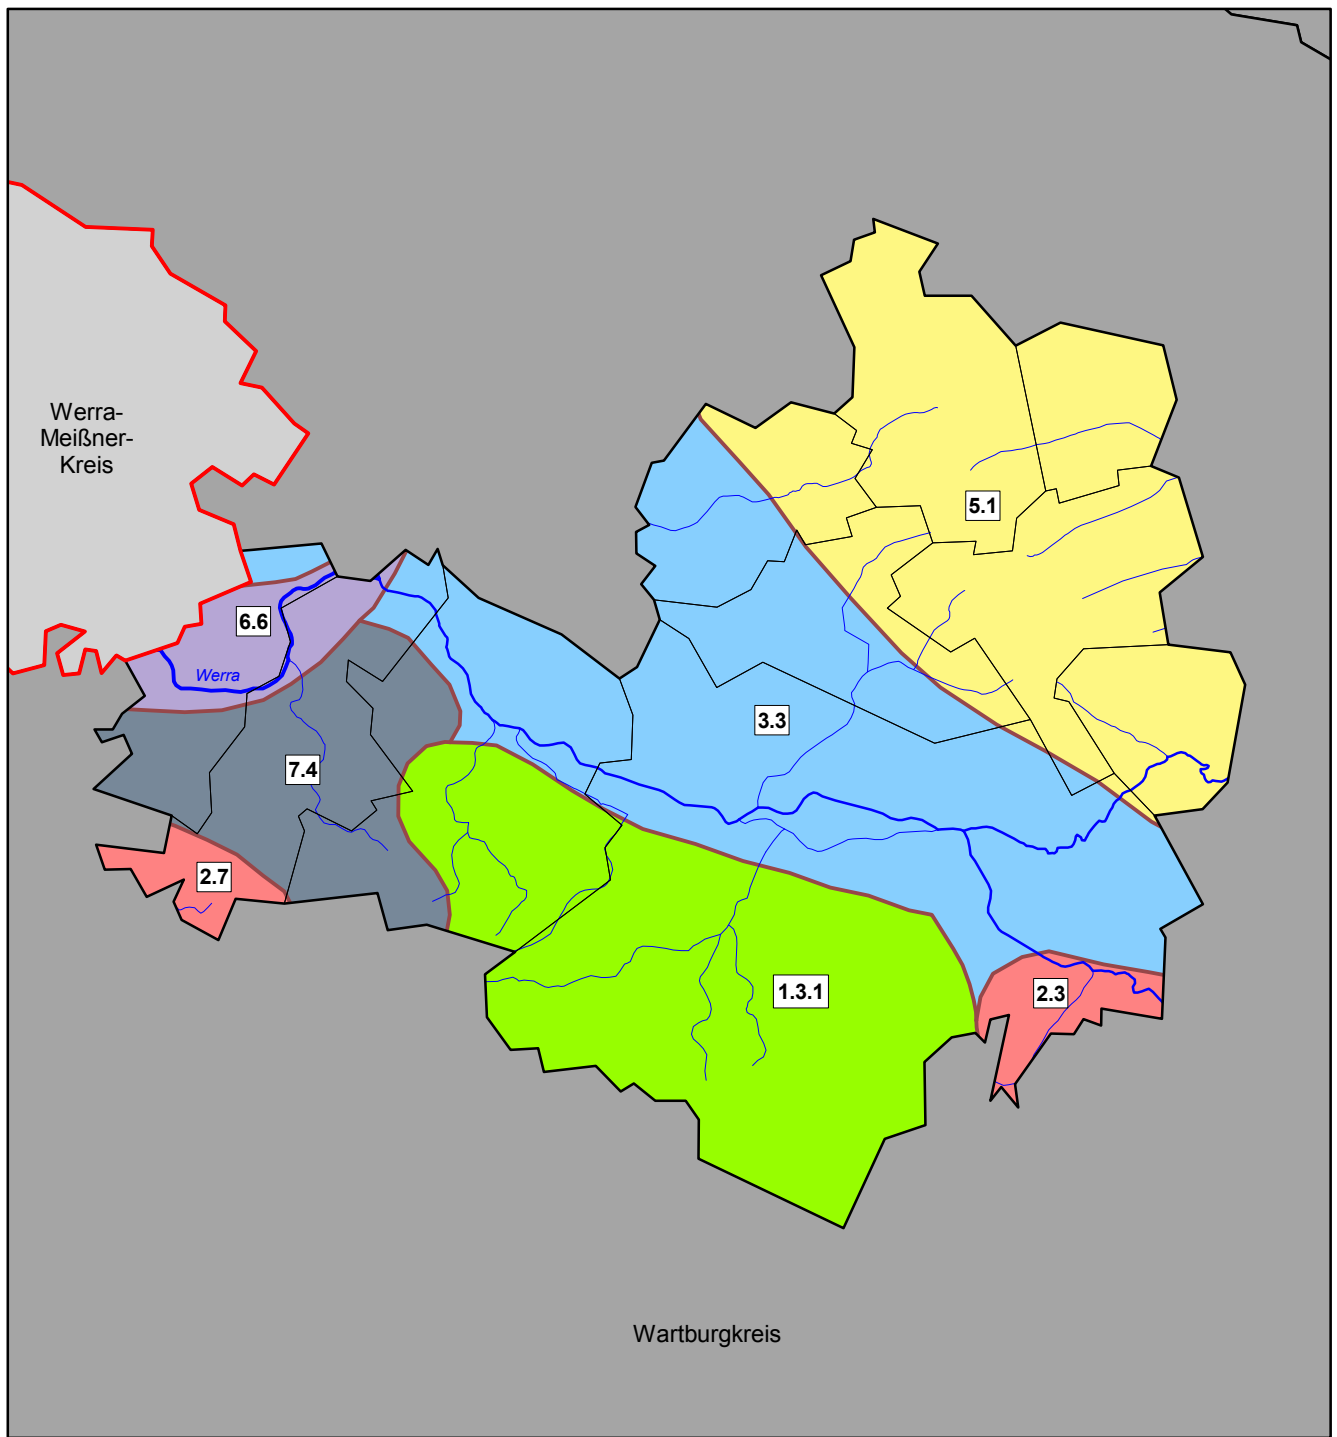 Werra-
Meißner-
Kreis
5.1
6.6
Werra
3.3
7.4
2.7
1.3.1
2.3
Wartburgkreis